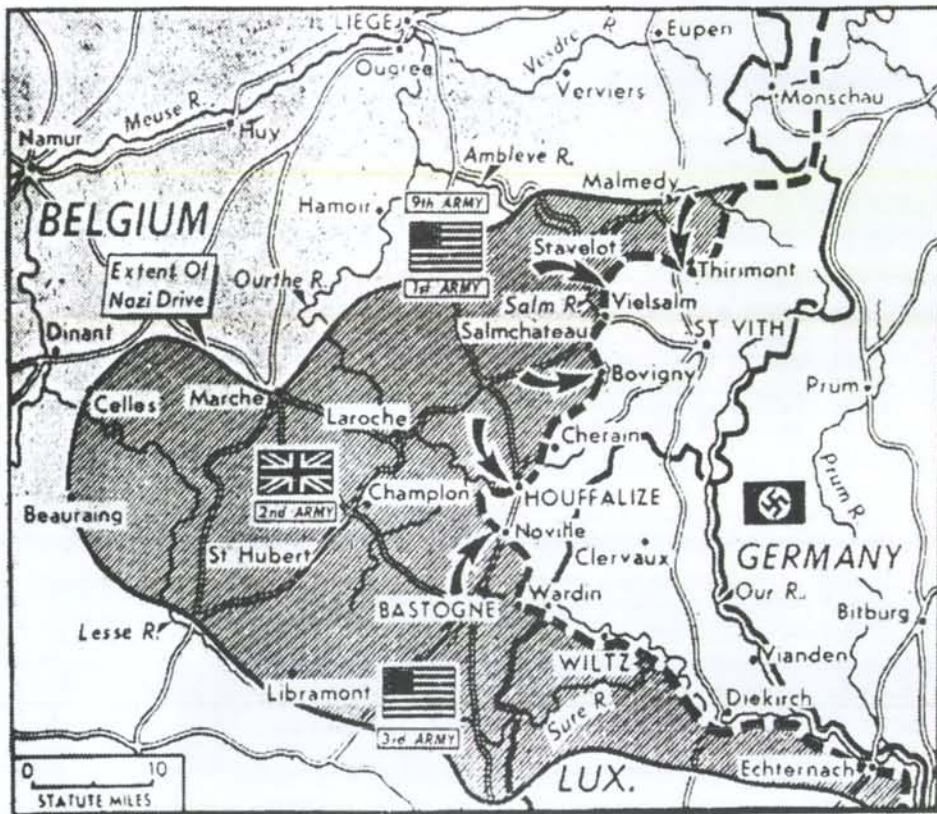 LIEGE
Ougree
Vesdre R.
Eupen
Verviers
Monschau
Meuse R.
Huy
Namur
Ambleve R.
Malmedy
Hamoir
9th ARMY
BELGIUM
Stavelot
Extent Of
Nazi Drive
Ourthe R.
1st ARMY
Thirimont
Salm R.
Vielsalm
Salmchateau
ST VITH
Dinant
Bovigny
Prum
Celles
Marche
Laroche
Cherain
Prum R.
Champlon
HOUFFALIZE
2nd ARMY
Beauraing
Noville
St Hubert
Clervaux
GERMANY
Wardin
Our R.
BASTOGNE
Bitburg
Lesse R.
WILTZ
Vianden
Libramont
Sure R.
Diekirch
3rd ARMY
Echternach
0 10
STATUTE MILES
LUX.